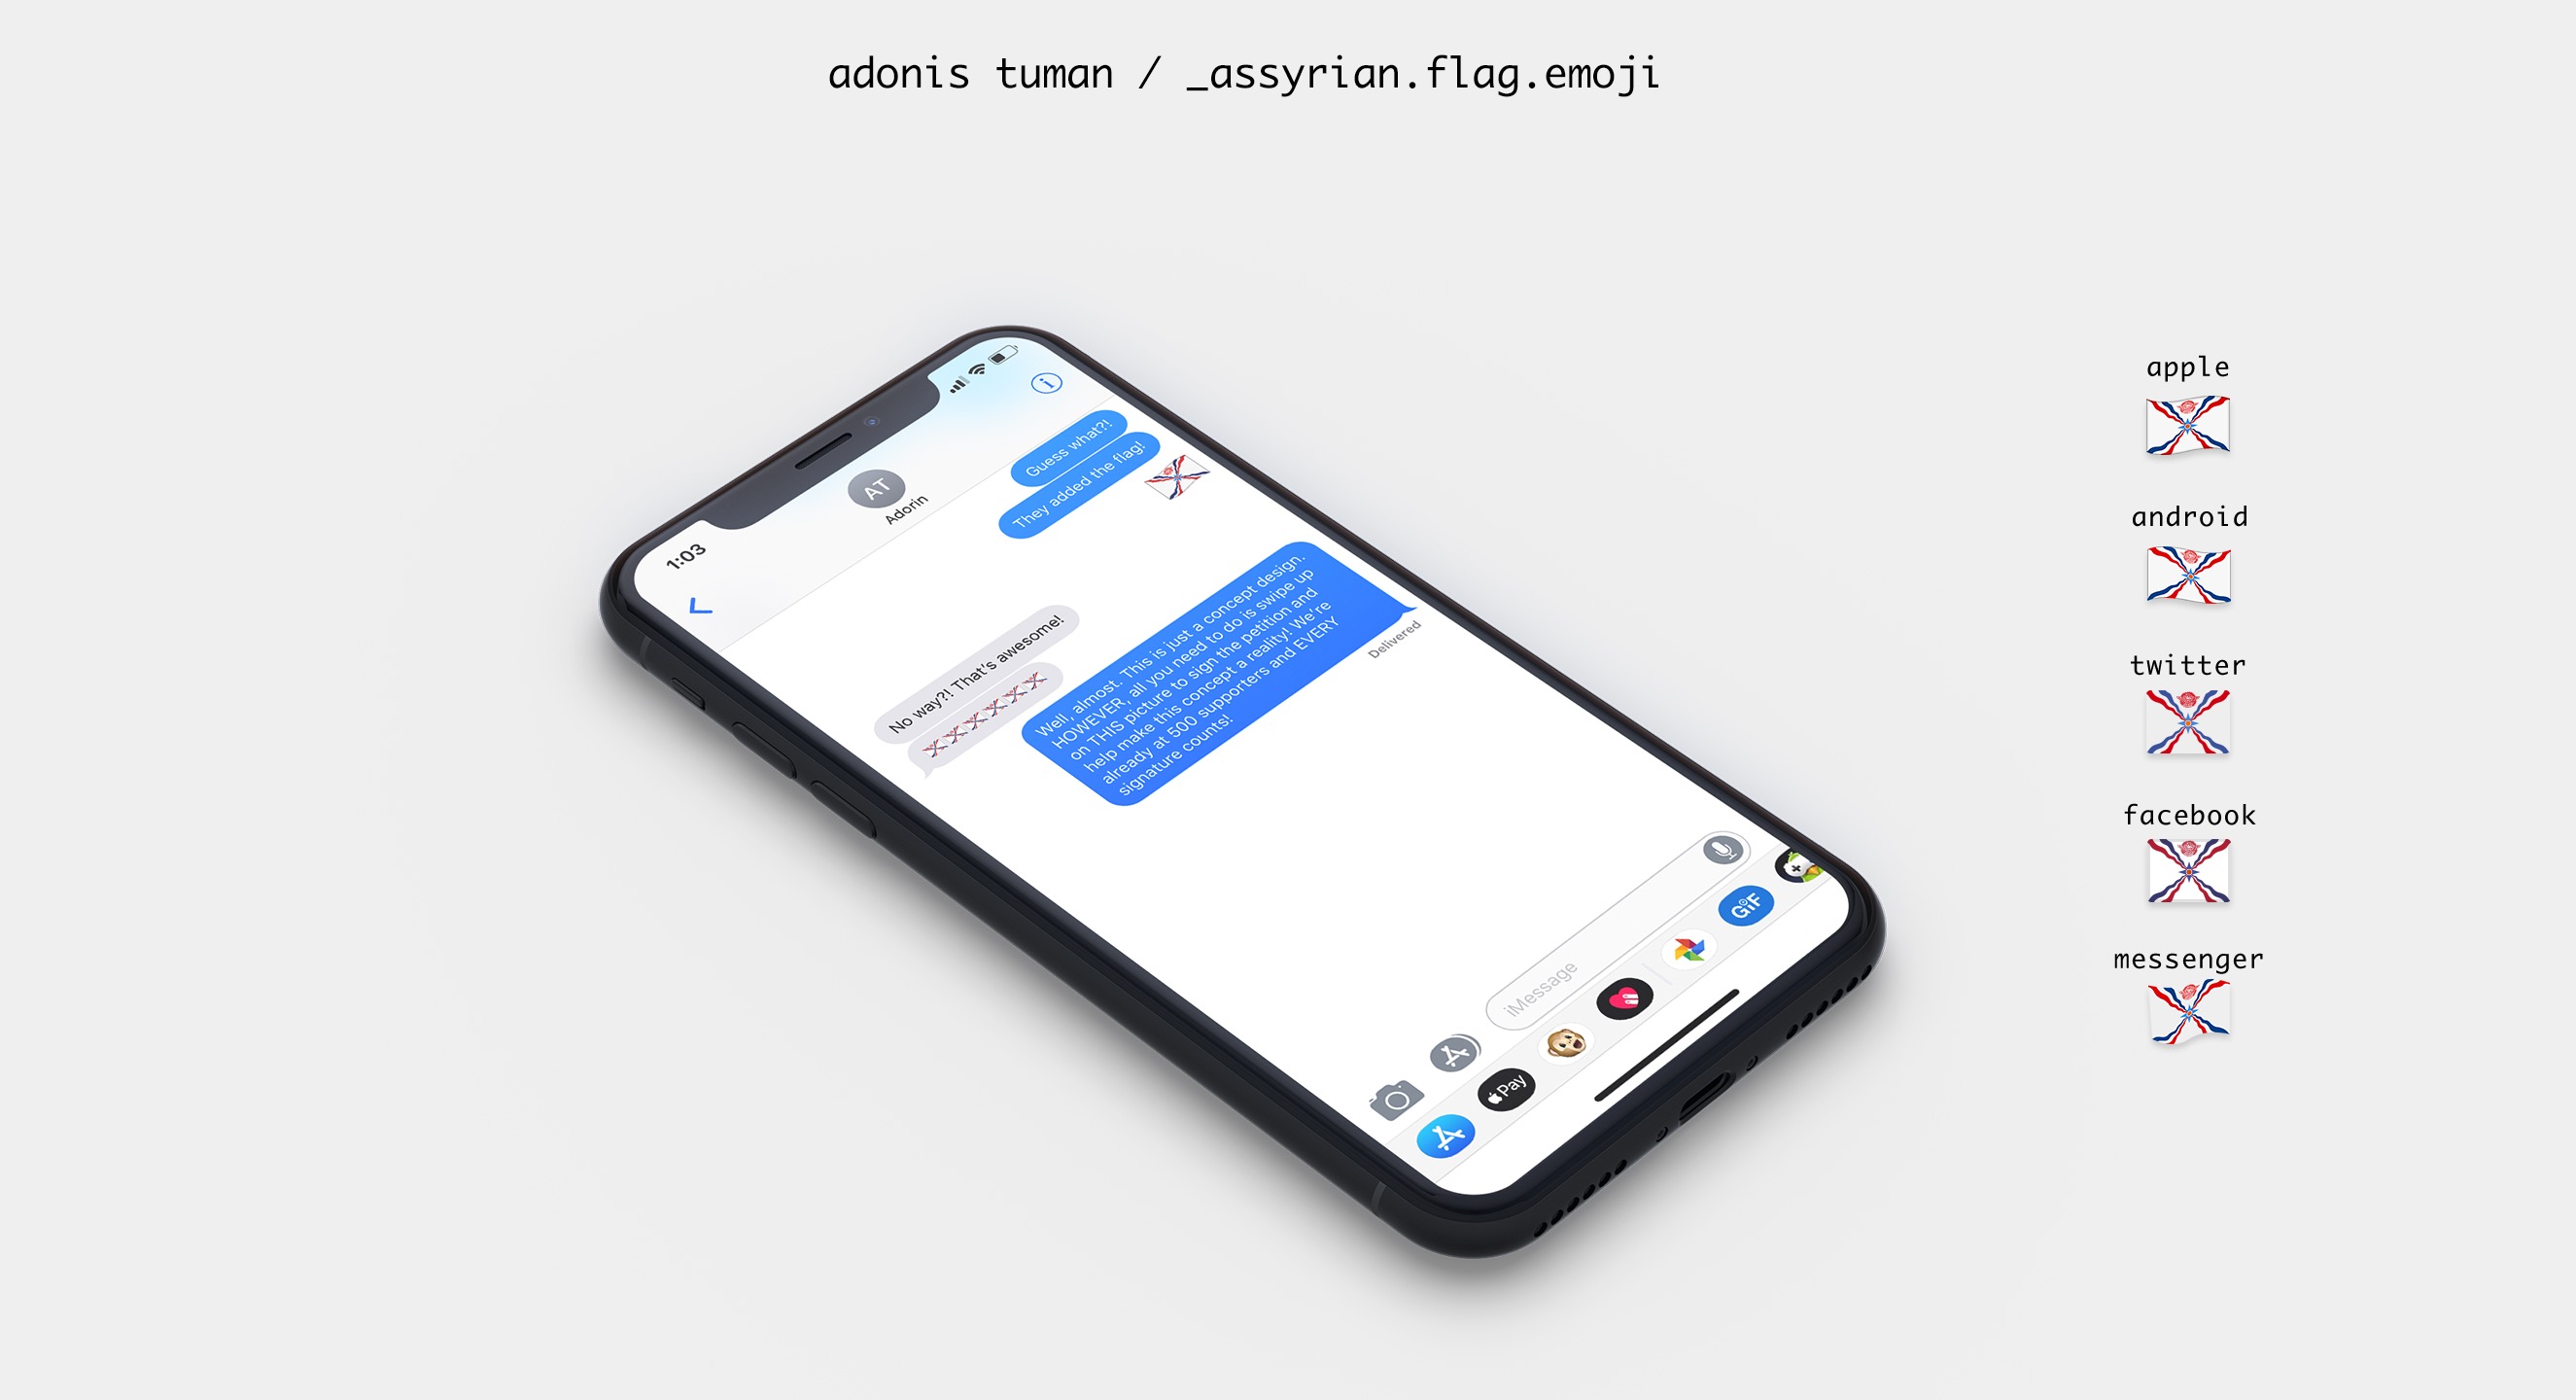 adonis tuman / _assyrian.flag.emoji
1:03
AT
Adorin
Guess what?!
They added the flag!
No way?! That's awesome!
Well, almost. This is just a concept design.
HOWEVER, all you need to do is swipe up
on THIS picture to sign the petition and
help make this concept a reality! We're
already at 500 supporters and EVERY
signature counts!
Delivered
iMessage
Pay
GIF
apple
android
twitter
facebook
messenger